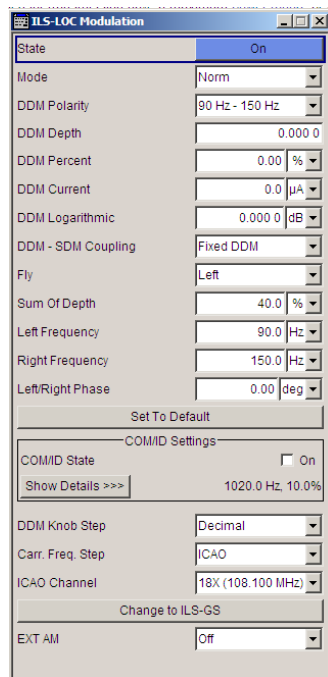 ILS-LOC Modulation
State On
Mode Norm
DDM Polarity 90 Hz - 150 Hz
DDM Depth 0.000 0
DDM Percent 0.00 %
DDM Current 0.0 µA
DDM Logarithmic 0.000 0 dB
DDM - SDM Coupling Fixed DDM
Fly Left
Sum Of Depth 40.0 %
Left Frequency 90.0 Hz
Right Frequency 150.0 Hz
Left/Right Phase 0.00 deg
Set To Default
COM/ID Settings
COM/ID State On
Show Details >>> 1020.0 Hz, 10.0%
DDM Knob Step Decimal
Carr. Freq. Step ICAO
ICAO Channel 18X (108.100 MHz)
Change to ILS-GS
EXT AM Off